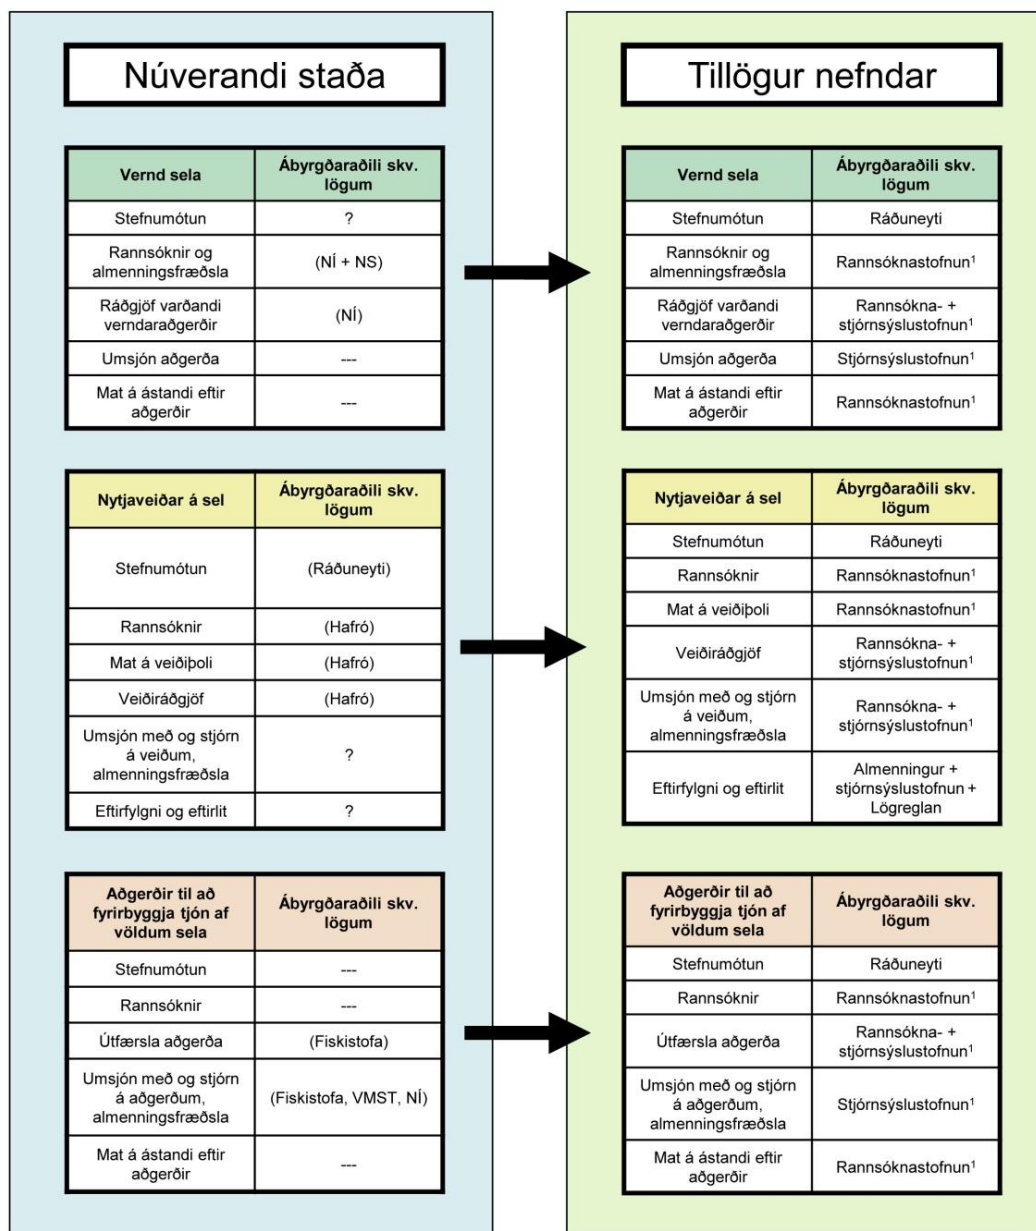 Núverandi staða
Vernd sela
Ábyrgðaraðili skv.
lögum
Stefnumótun
?
Rannsóknir og
almenningsfræðsla
(NÍ + NS)
Ráðgjöf varðandi
verndaraðgerðir
(NÍ)
Umsjón aðgerða
---
Mat á ástandi eftir
aðgerðir
---
Nytjaveiðar á sel
Ábyrgðaraðili skv.
lögum
Stefnumótun
(Ráðuneyti)
Rannsóknir
(Hafró)
Mat á veiðiþoli
(Hafró)
Veiðiráðgjöf
(Hafró)
Umsjón með og stjórn
á veiðum,
almenningsfræðsla
?
Eftirfylgni og eftirlit
?
Aðgerðir til að
fyrirbyggja tjón af
völdum sela
Ábyrgðaraðili skv.
lögum
Stefnumótun
---
Rannsóknir
---
Útfærsla aðgerða
(Fiskistofa)
Umsjón með og stjórn
á aðgerðum,
almenningsfræðsla
(Fiskistofa, VMST, NÍ)
Mat á ástandi eftir
aðgerðir
---
Tillögur nefndar
Vernd sela
Ábyrgðaraðili skv.
lögum
Stefnumótun
Ráðuneyti
Rannsóknir og
almenningsfræðsla
Rannsóknastofnun¹
Ráðgjöf varðandi
verndaraðgerðir
Rannsókna- +
stjórnsýslustofnun¹
Umsjón aðgerða
Stjórnsýslustofnun¹
Mat á ástandi eftir
aðgerðir
Rannsóknastofnun¹
Nytjaveiðar á sel
Ábyrgðaraðili skv.
lögum
Stefnumótun
Ráðuneyti
Rannsóknir
Rannsóknastofnun¹
Mat á veiðiþoli
Rannsóknastofnun¹
Veiðiráðgjöf
Rannsókna- +
stjórnsýslustofnun¹
Umsjón með og stjórn
á veiðum,
almenningsfræðsla
Rannsókna- +
stjórnsýslustofnun¹
Eftirfylgni og eftirlit
Almenningur +
stjórnsýslustofnun +
Lögreglan
Aðgerðir til að
fyrirbyggja tjón af
völdum sela
Ábyrgðaraðili skv.
lögum
Stefnumótun
Ráðuneyti
Rannsóknir
Rannsóknastofnun¹
Útfærsla aðgerða
Rannsókna- +
stjórnsýslustofnun¹
Umsjón með og stjórn
á aðgerðum,
almenningsfræðsla
Stjórnsýslustofnun¹
Mat á ástandi eftir
aðgerðir
Rannsóknastofnun¹